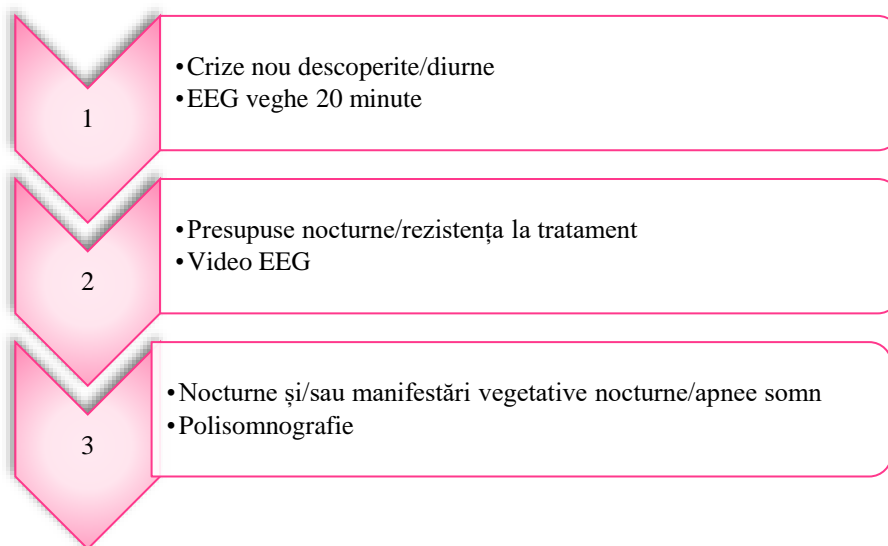 1
•Crize nou descoperite/diurne
•EEG veghe 20 minute
2
•Presupuse nocturne/rezistența la tratament
•Video EEG
3
•Nocturne și/sau manifestări vegetative nocturne/apnee somn
•Polisomnografie